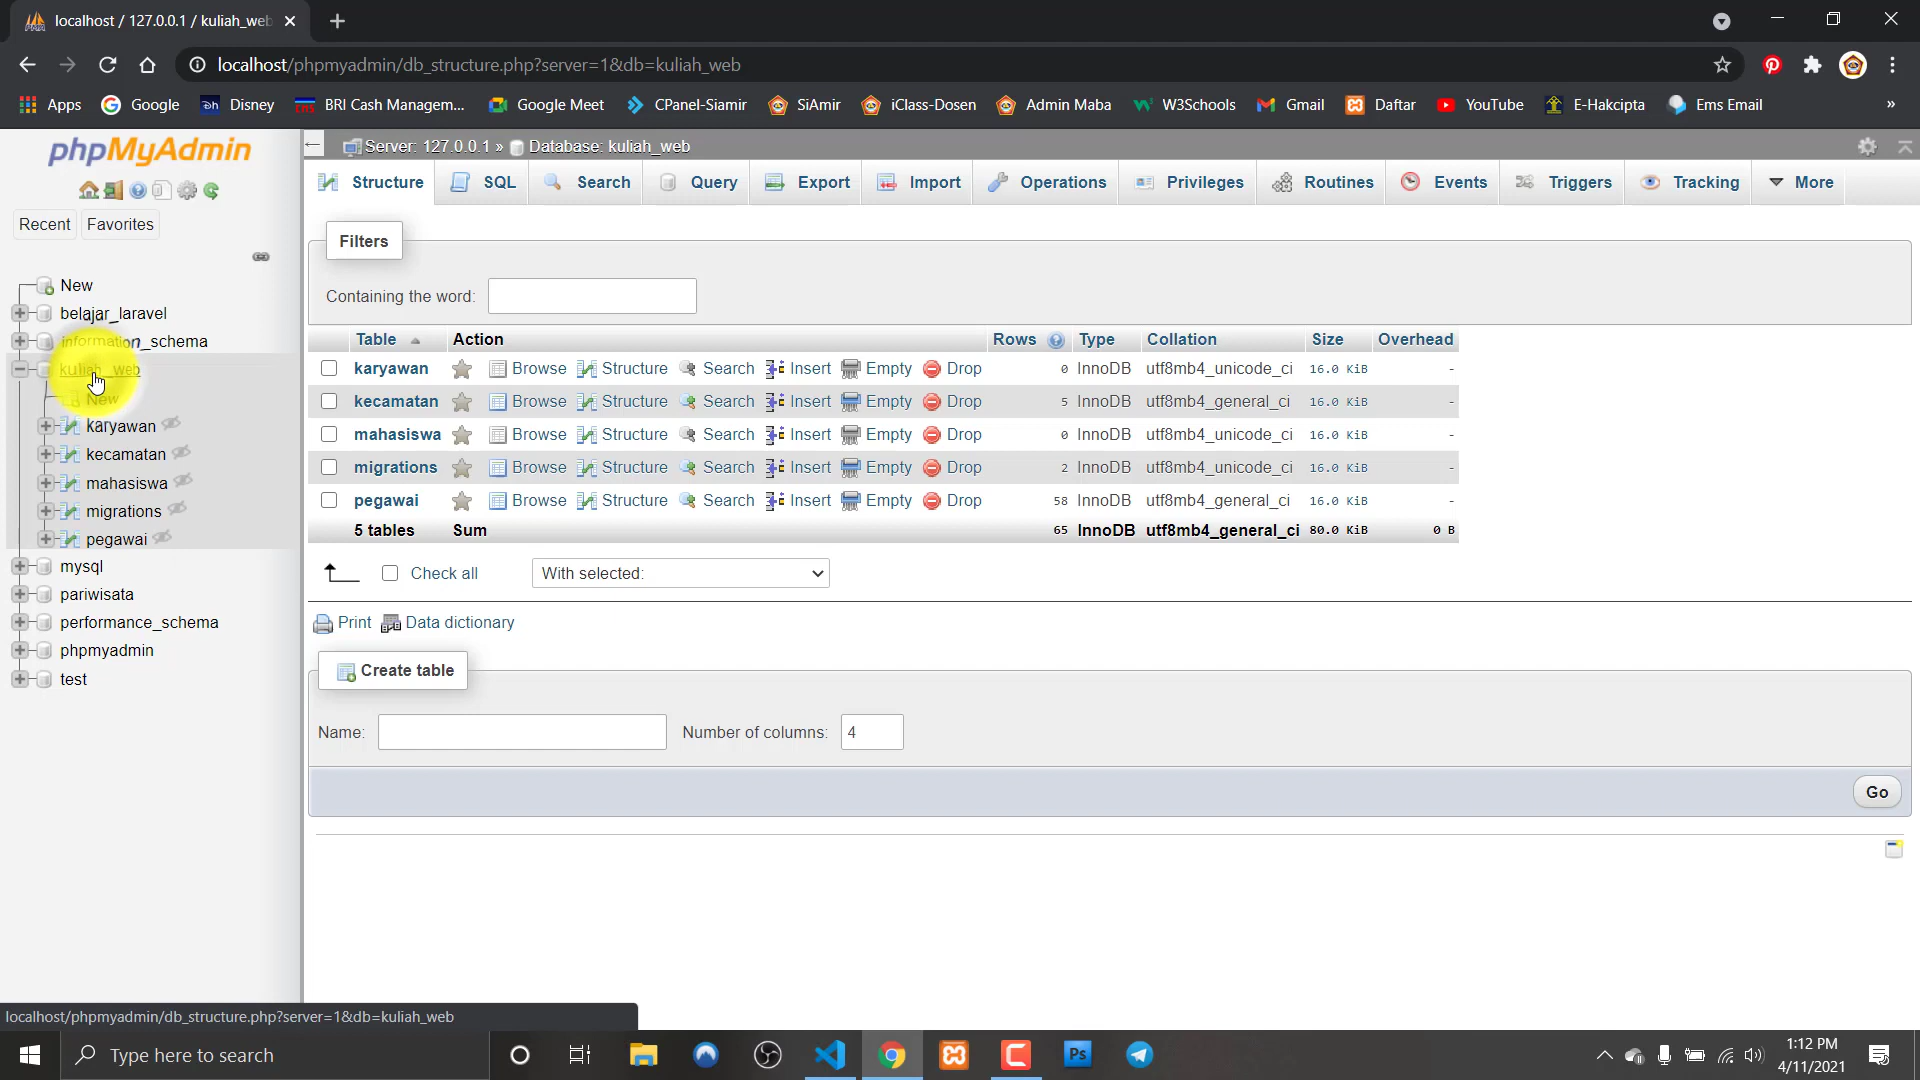 localhost / 127.0.0.1 / kuliah_web
localhost/phpmyadmin/db_structure.php?server=1&db=kuliah_web
Apps Google Disney BRI Cash Managem... Google Meet CPanel-Siamir SiAmir iClass-Dosen Admin Maba W3Schools Gmail Daftar YouTube E-Hakcipta Ems Email »
phpMyAdmin
Recent Favorites
New
belajar_laravel
information_schema
kuliah_web
New
karyawan
kecamatan
mahasiswa
migrations
pegawai
mysql
pariwisata
performance_schema
phpmyadmin
test
Server: 127.0.0.1 » Database: kuliah_web
Structure SQL Search Query Export Import Operations Privileges Routines Events Triggers Tracking More
Filters
Containing the word:
Table Action Rows Type Collation Size Overhead
karyawan Browse Structure Search Insert Empty Drop 0 InnoDB utf8mb4_unicode_ci 16.0 KiB -
kecamatan Browse Structure Search Insert Empty Drop 5 InnoDB utf8mb4_general_ci 16.0 KiB -
mahasiswa Browse Structure Search Insert Empty Drop 0 InnoDB utf8mb4_unicode_ci 16.0 KiB -
migrations Browse Structure Search Insert Empty Drop 2 InnoDB utf8mb4_unicode_ci 16.0 KiB -
pegawai Browse Structure Search Insert Empty Drop 58 InnoDB utf8mb4_general_ci 16.0 KiB -
5 tables Sum 65 InnoDB utf8mb4_general_ci 80.0 KiB 0 B
Check all With selected:
Print Data dictionary
Create table
Name: Number of columns: 4
Go
localhost/phpmyadmin/db_structure.php?server=1&db=kuliah_web
Type here to search
Ps
1:12 PM
4/11/2021